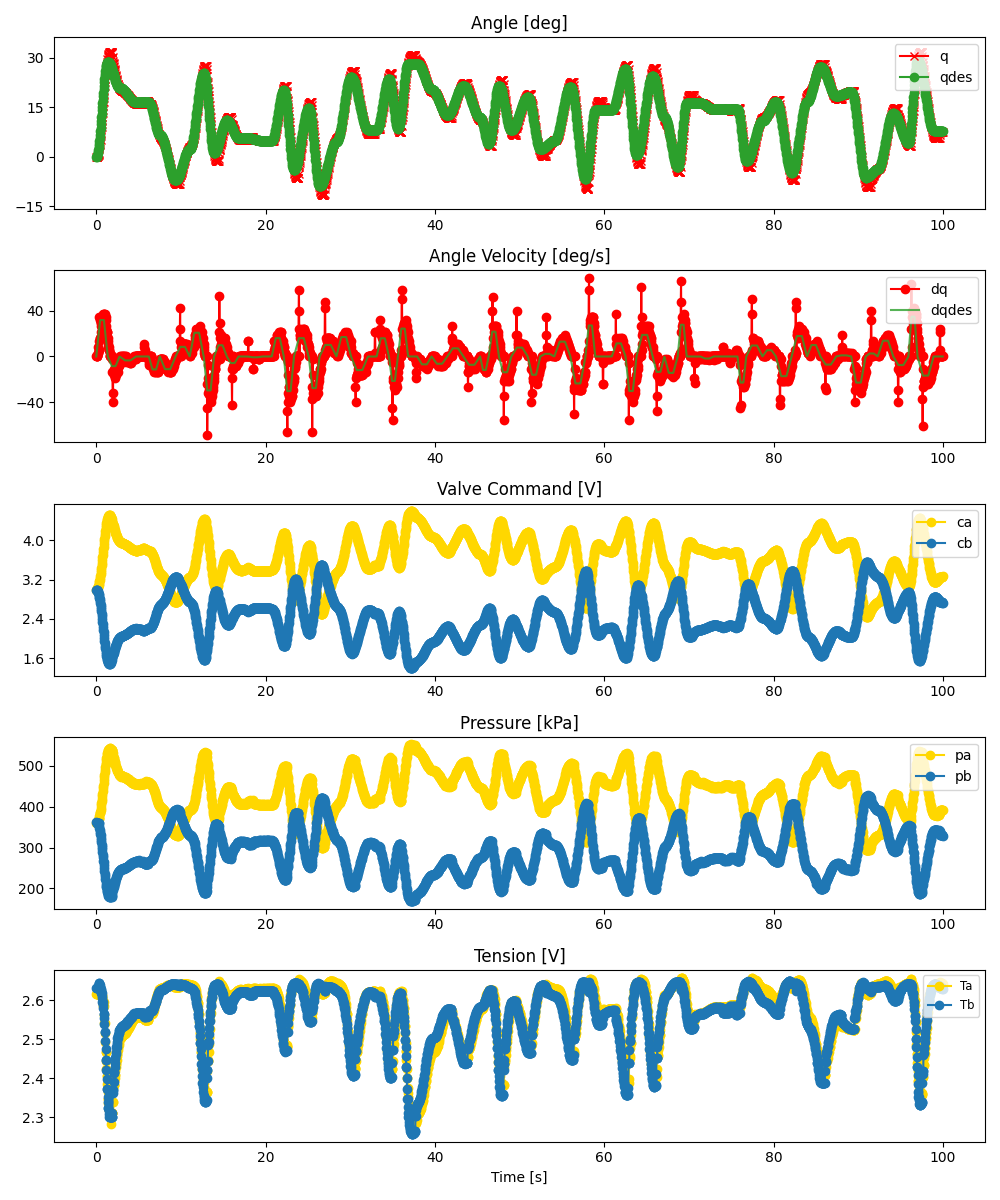 Angle [deg]
30
15
0
−15
q
qdes
0 20 40 60 80 100
Angle Velocity [deg/s]
40
0
−40
dq
dqdes
0 20 40 60 80 100
Valve Command [V]
4.0
3.2
2.4
1.6
ca
cb
0 20 40 60 80 100
Pressure [kPa]
500
400
300
200
pa
pb
0 20 40 60 80 100
Tension [V]
2.6
2.5
2.4
2.3
Ta
Tb
0 20 40 60 80 100
Time [s]